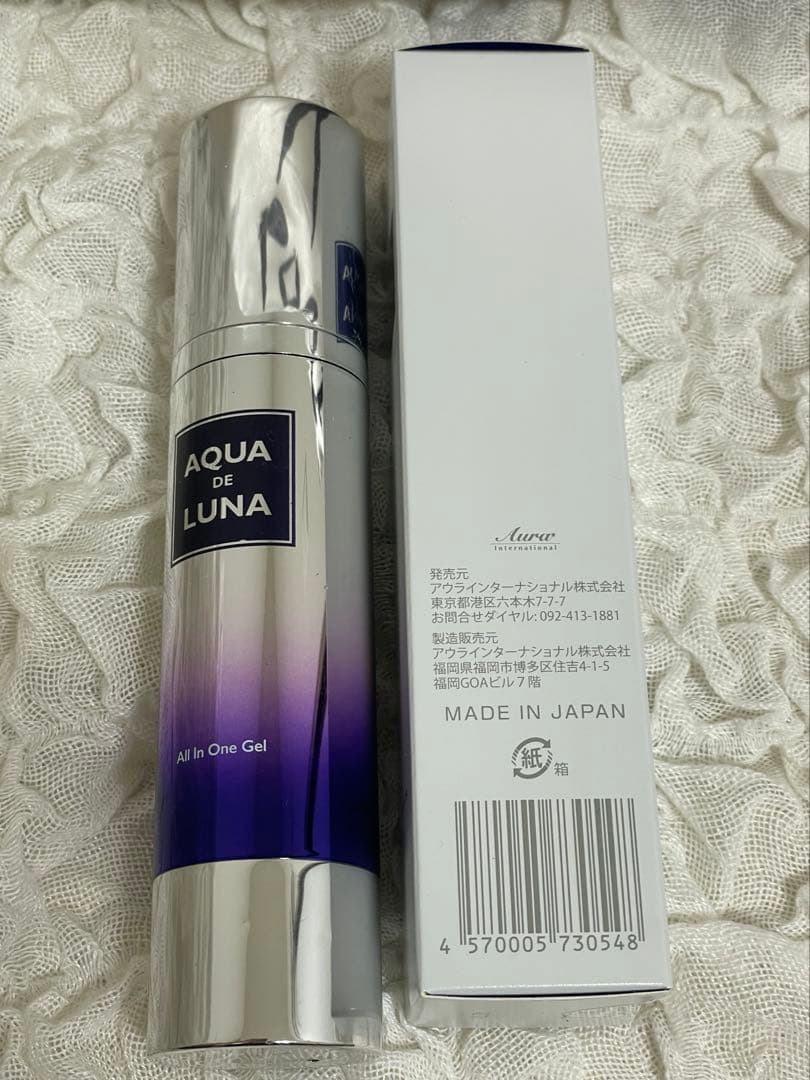 AQUA
DE
LUNA
All In One Gel
Aura
International
発売元
アウラインターナショナル株式会社
東京都港区六本木7-7-7
お問合せダイヤル: 092-413-1881
製造販売元
アウラインターナショナル株式会社
福岡県福岡市博多区住吉4-1-5
福岡GOAビル7階
MADE IN JAPAN
紙
箱
4 570005 730548